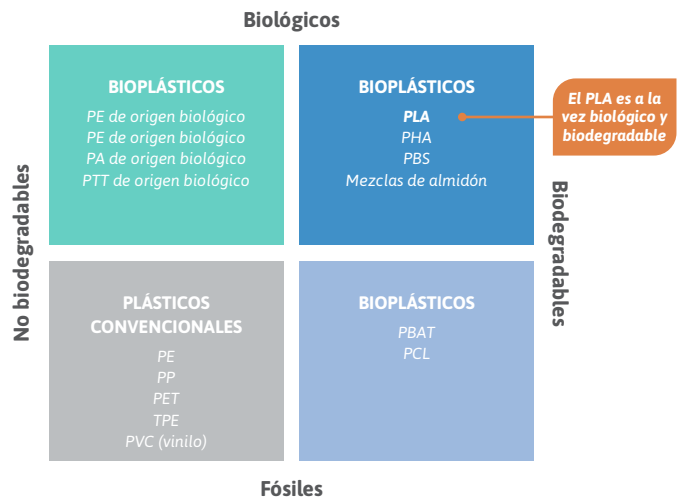 Biológicos
BIOPLÁSTICOS
PE de origen biológico
PE de origen biológico
PA de origen biológico
PTT de origen biológico
BIOPLÁSTICOS
PLA
PHA
PBS
Mezclas de almidón
El PLA es a la
vez biológico y
biodegradable
No biodegradables
Biodegradables
PLÁSTICOS
CONVENCIONALES
PE
PP
PET
TPE
PVC (vinilo)
BIOPLÁSTICOS
PBAT
PCL
Fósiles